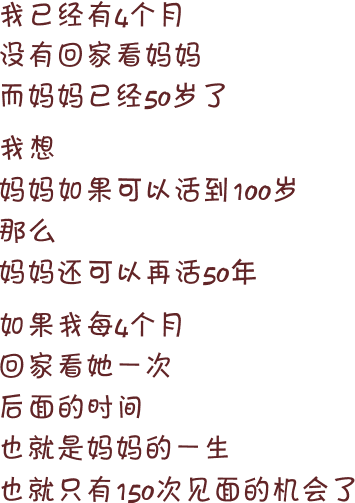 我已经有4个月
没有回家看妈妈
而妈妈已经50岁了
我想
妈妈如果可以活到100岁
那么
妈妈还可以再活50年
如果我每4个月
回家看她一次
后面的时间
也就是妈妈的一生
也就只有150次见面的机会了